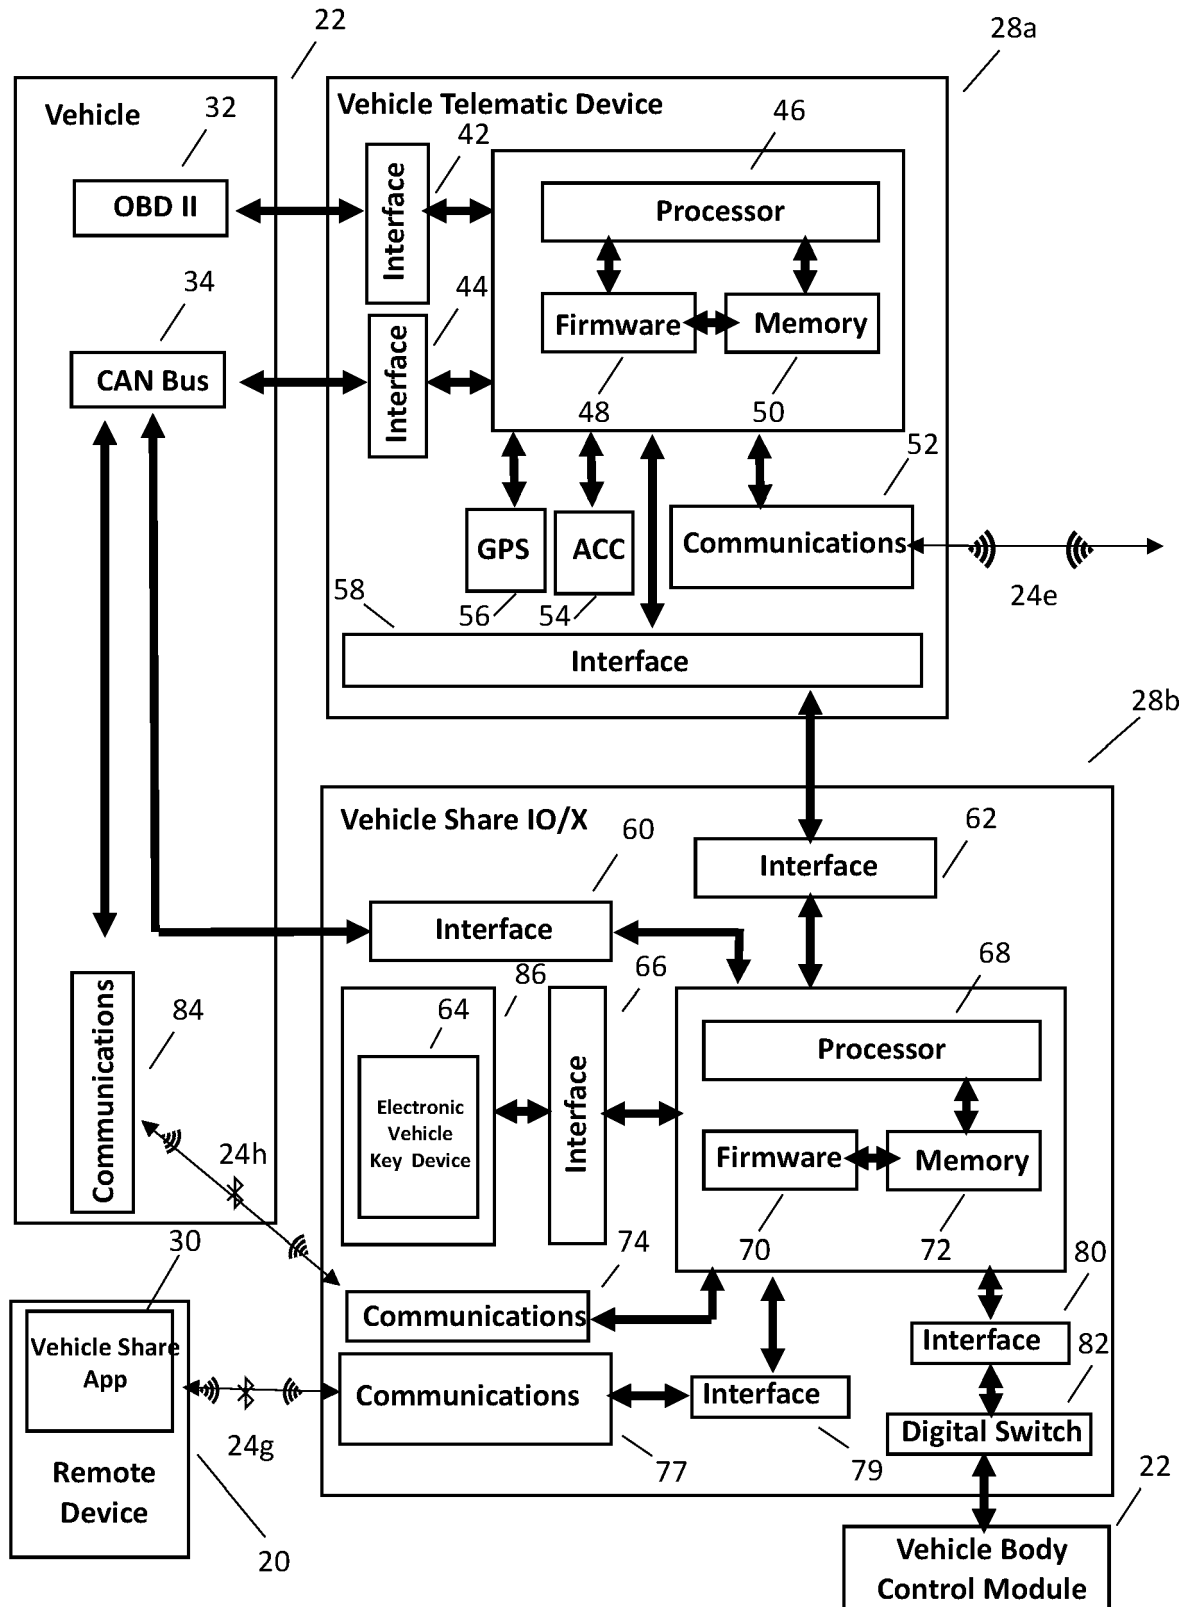 22
28a
Vehicle
32
OBD II
34
CAN Bus
Vehicle Telematic Device
42
Interface
44
Interface
46
Processor
Firmware
Memory
48
50
52
GPS
ACC
Communications
56
54
58
24e
Interface
28b
Vehicle Share IO/X
60
62
Interface
Interface
86
66
68
64
Electronic
Vehicle
Key Device
Interface
Processor
Firmware
Memory
70
72
Communications
84
24h
74
80
Communications
Interface
82
30
Vehicle Share
App
Communications
Interface
Digital Switch
24g
77
79
22
Remote
Device
20
Vehicle Body
Control Module